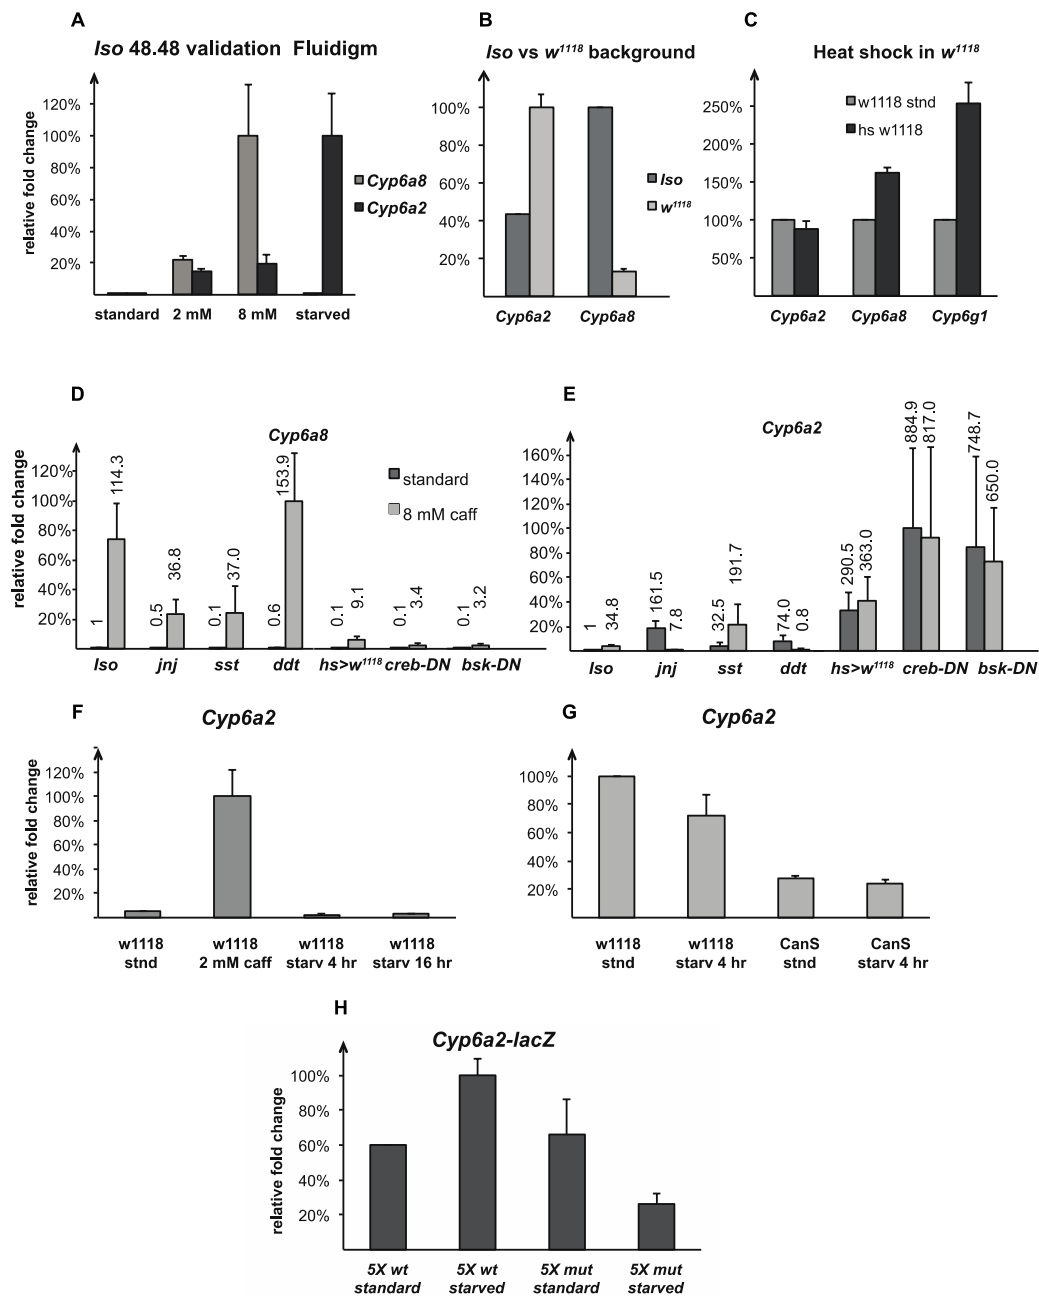 A
Iso 48.48 validation Fluidigm
relative fold change
120%
100%
80%
60%
40%
20%
standard 2 mM 8 mM starved
Cyp6a8
Cyp6a2
B
Iso vs w1118 background
100%
80%
60%
40%
20%
Cyp6a2 Cyp6a8
Iso
w1118
C
Heat shock in w1118
w1118 stnd
hs w1118
250%
200%
150%
100%
50%
Cyp6a2 Cyp6a8 Cyp6g1
D
Cyp6a8
relative fold change
120%
100%
80%
60%
40%
20%
standard
8 mM caff
1 114.3 0.5 36.8 0.1 37.0 0.6 153.9 0.1 9.1 0.1 3.4 0.1 3.2
Iso jnj sst ddt hs>w1118 creb-DN bsk-DN
E
Cyp6a2
160%
140%
120%
100%
80%
60%
40%
20%
1 34.8 161.5 7.8 32.5 191.7 74.0 0.8 290.5 363.0 884.9 817.0 748.7 650.0
Iso jnj sst ddt hs>w1118 creb-DN bsk-DN
F
Cyp6a2
relative fold change
120%
100%
80%
60%
40%
20%
w1118 w1118 w1118 w1118
stnd 2 mM caff starv 4 hr starv 16 hr
G
Cyp6a2
100%
80%
60%
40%
20%
w1118 w1118 CanS CanS
stnd starv 4 hr stnd starv 4 hr
H
Cyp6a2-lacZ
relative fold change
100%
80%
60%
40%
20%
5X wt 5X wt 5X mut 5X mut
standard starved standard starved